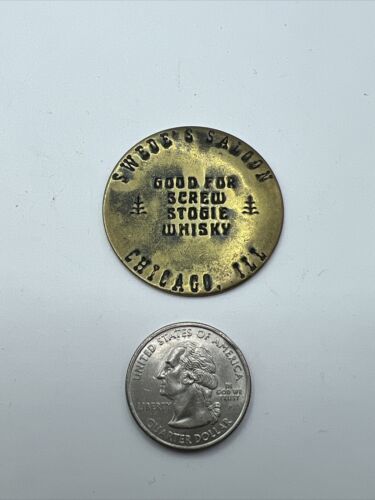 SWEDE'S SALOON
GOOD FOR
SCREW
STOGIE
WHISKY
CHICAGO, ILL
UNITED STATES OF AMERICA
LIBERTY
IN
GOD WE
TRUST
QUARTER DOLLAR